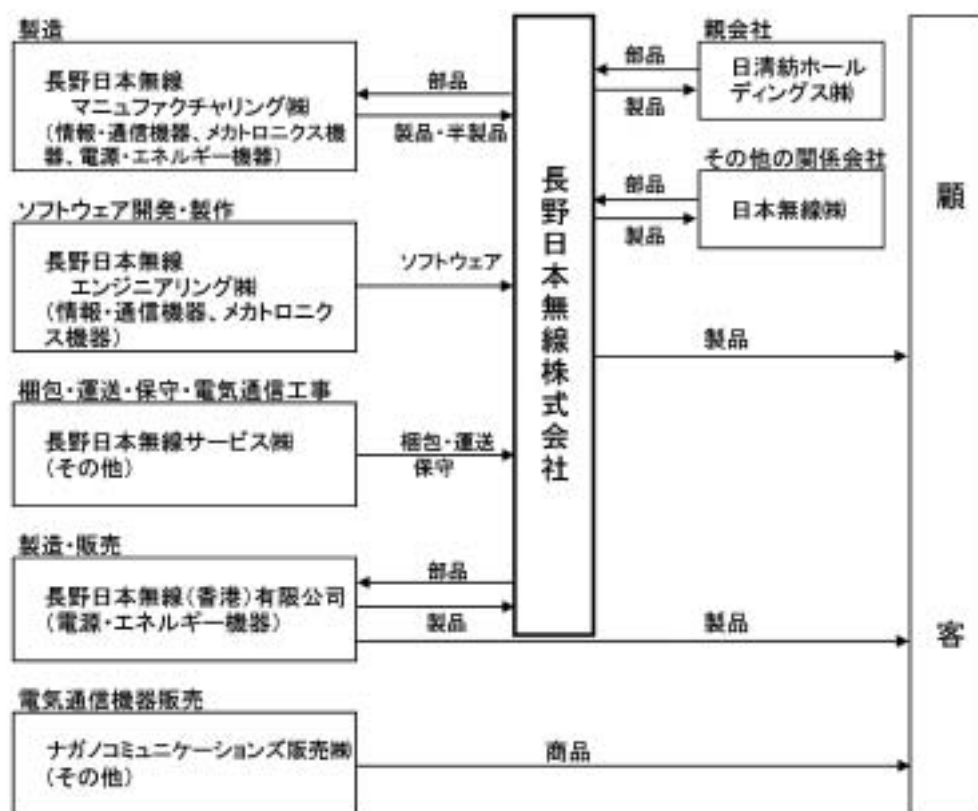 製造
長野日本無線
マニュファクチャリング㈱
(情報・通信機器、メカトロニクス機
器、電源・エネルギー機器)
部品
製品・半製品
ソフトウェア開発・製作
長野日本無線
エンジニアリング㈱
(情報・通信機器、メカトロニク
ス機器)
ソフトウェア
梱包・運送・保守・電気通信工事
長野日本無線サービス㈱
(その他)
梱包・運送
保守
製造・販売
長野日本無線(香港)有限公司
(電源・エネルギー機器)
部品
製品
電気通信機器販売
ナガノコミュニケーションズ販売㈱
(その他)
商品
長野日本無線株式会社
親会社
日清紡ホール
ディングス㈱
部品
製品
その他の関係会社
日本無線㈱
部品
製品
製品
製品
顧客